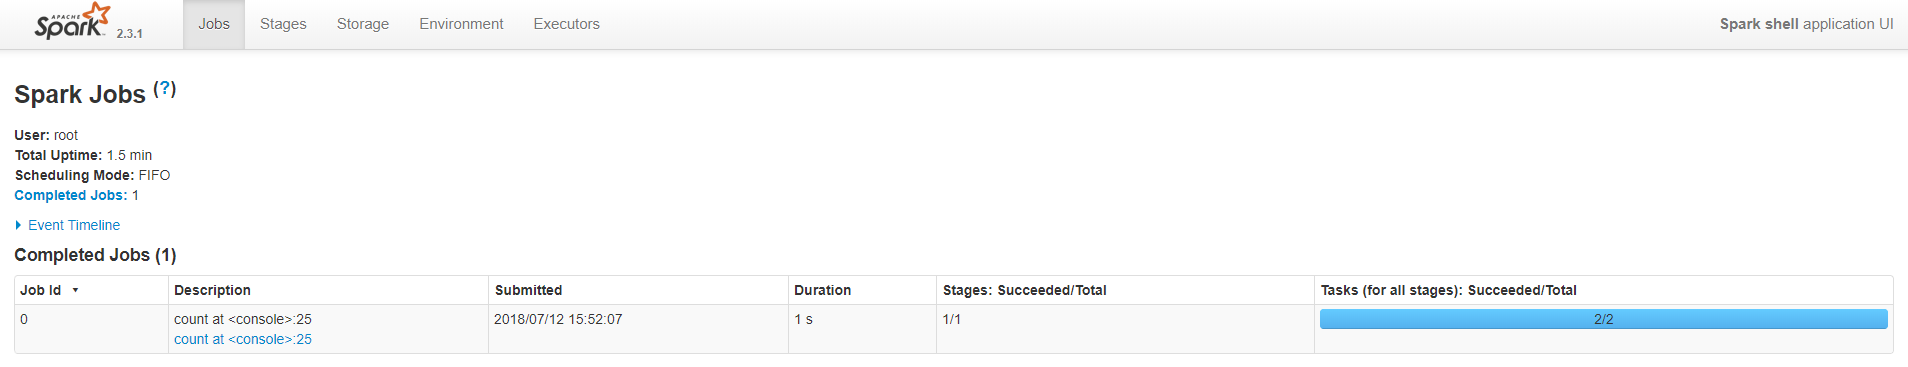 APACHE
Spark 2.3.1 Jobs Stages Storage Environment Executors Spark shell application UI
Spark Jobs (?)
User: root
Total Uptime: 1.5 min
Scheduling Mode: FIFO
Completed Jobs: 1
Event Timeline
Completed Jobs (1)
Job Id Description Submitted Duration Stages: Succeeded/Total Tasks (for all stages): Succeeded/Total
0 count at <console>:25 2018/07/12 15:52:07 1 s 1/1 2/2
count at <console>:25